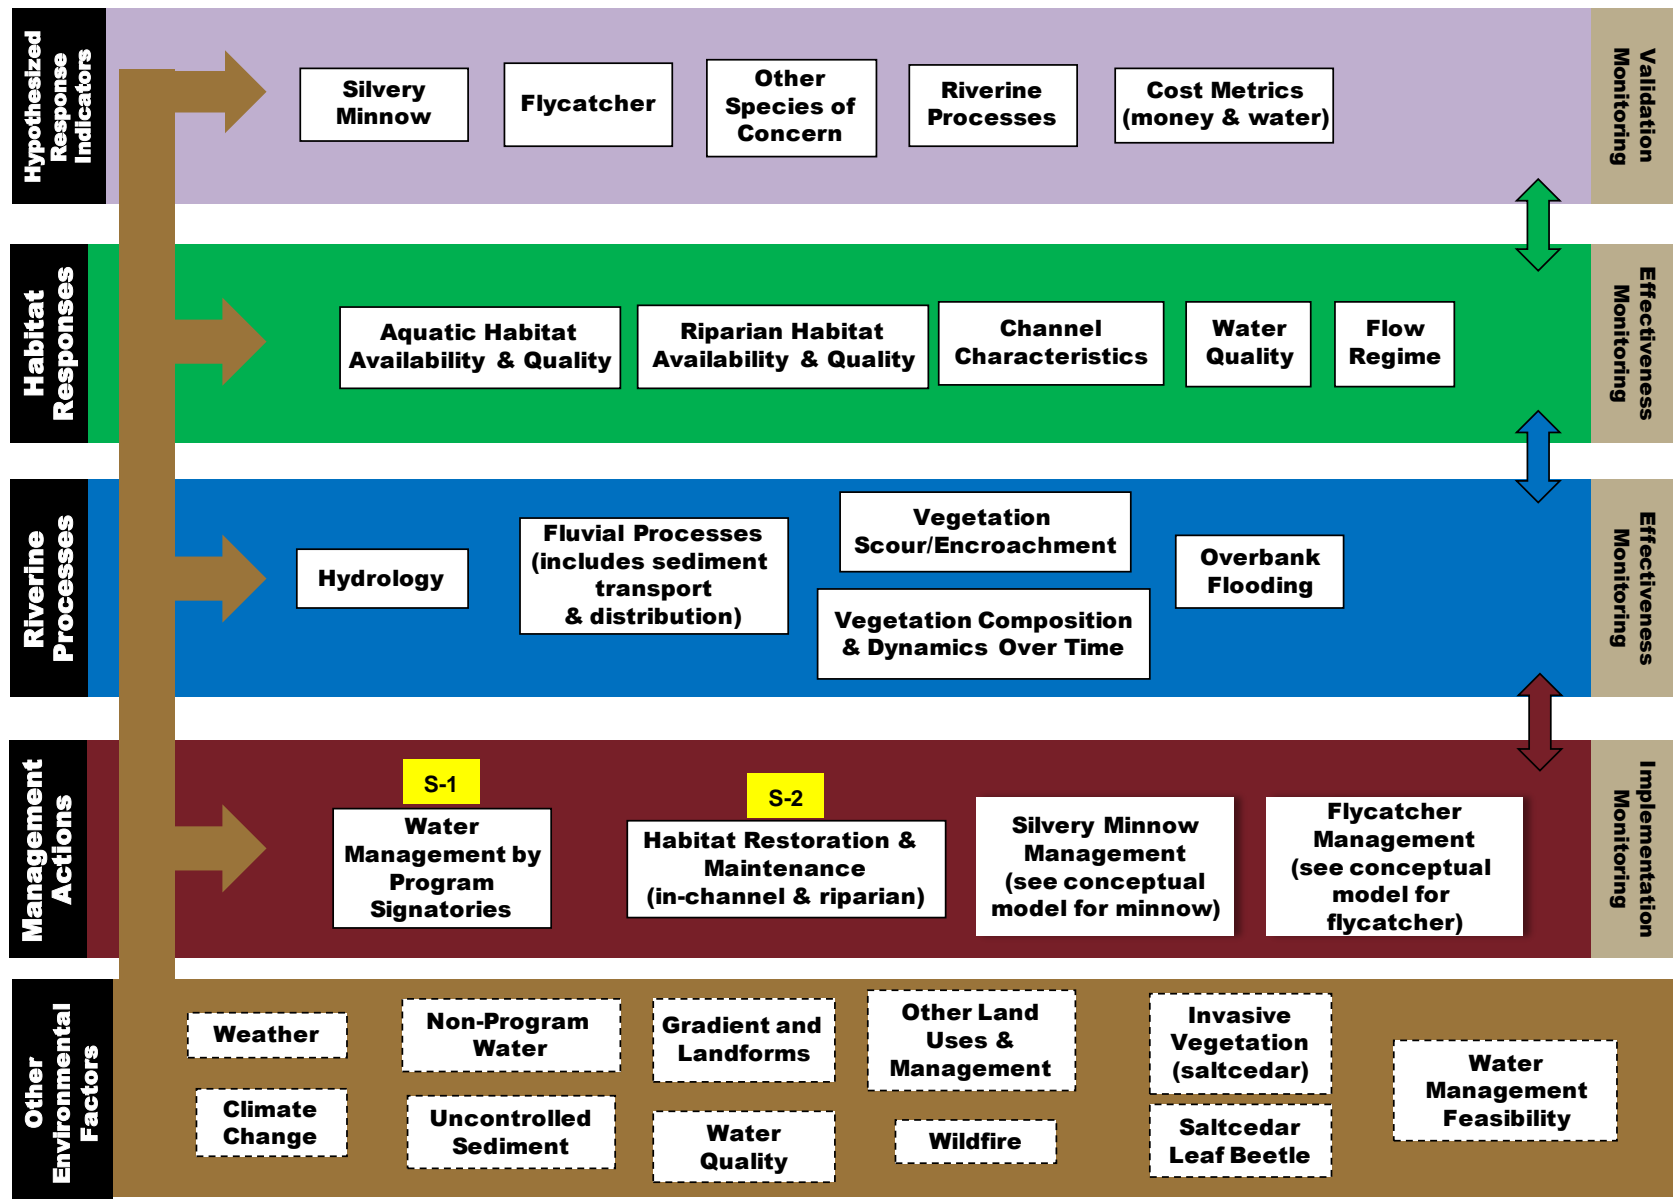 Hypothesized
Response
Indicators
Silvery
Minnow
Flycatcher
Other
Species of
Concern
Riverine
Processes
Cost Metrics
(money & water)
Validation
Monitoring
Habitat
Responses
Aquatic Habitat
Availability & Quality
Riparian Habitat
Availability & Quality
Channel
Characteristics
Water
Quality
Flow
Regime
Effectiveness
Monitoring
Riverine
Processes
Hydrology
Fluvial Processes
(includes sediment
transport
& distribution)
Vegetation
Scour/Encroachment
Vegetation Composition
& Dynamics Over Time
Overbank
Flooding
Effectiveness
Monitoring
Management
Actions
S-1
Water
Management by
Program
Signatories
S-2
Habitat Restoration &
Maintenance
(in-channel & riparian)
Silvery Minnow
Management
(see conceptual
model for minnow)
Flycatcher
Management
(see conceptual
model for
flycatcher)
Implementation
Monitoring
Other
Environmental
Factors
Weather
Climate
Change
Non-Program
Water
Uncontrolled
Sediment
Gradient and
Landforms
Water
Quality
Other Land
Uses &
Management
Wildfire
Invasive
Vegetation
(saltcedar)
Saltcedar
Leaf Beetle
Water
Management
Feasibility